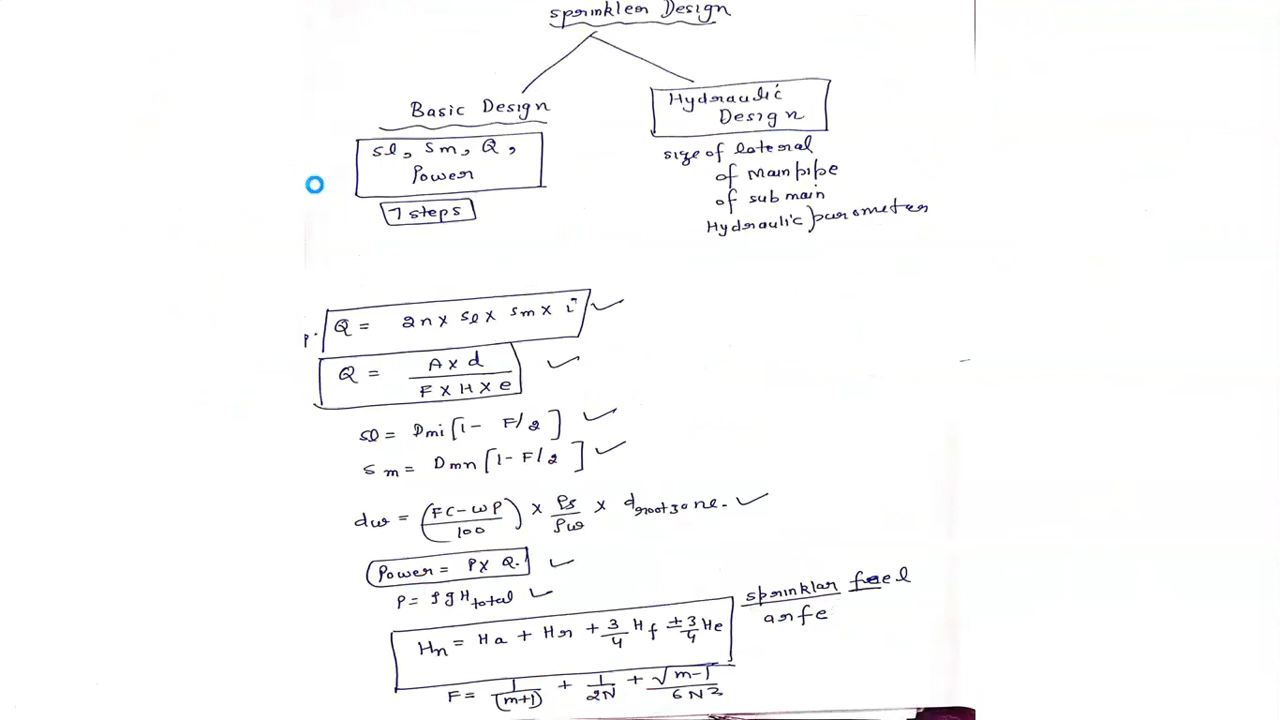 sprinkler Design
Basic Design
Sl, Sm, Q,
Power
7 steps
Hydraulic
Design
size of lateral
of Main pipe
of sub main
Hydraulic parameter
Q = 2n x Sl x Sm x i
Q = A x d / F x H x e
Sl = Dmi [1 - F/2]
Sm = Dmn [1 - F/2]
dw = (FC - WP / 100) x ρs / ρw x d root zone.
Power = P x Q.
P = ρgH total
Hn = Ha + Hr + 3/4 Hf ± 3/4 He
sprinklar
F = 1/(m+1) + 1/2N + √m-1 / 6N2